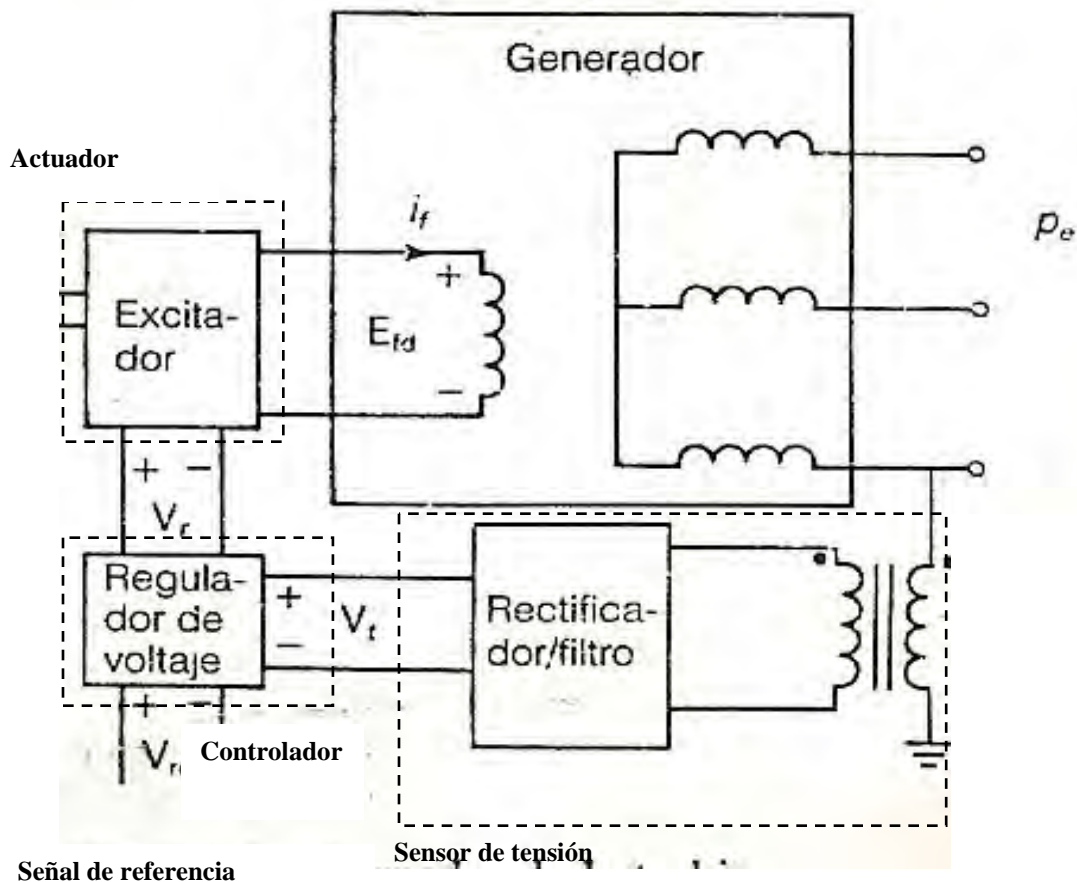 Generador
Actuador
i_f
p_e
+
Excita-
dor
E_fd
−
+ −
V_r
Regula-
dor de
voltaje
+
−
V_t
Rectifica-
dor/filtro
+ −
Controlador
Sensor de tensión
Señal de referencia